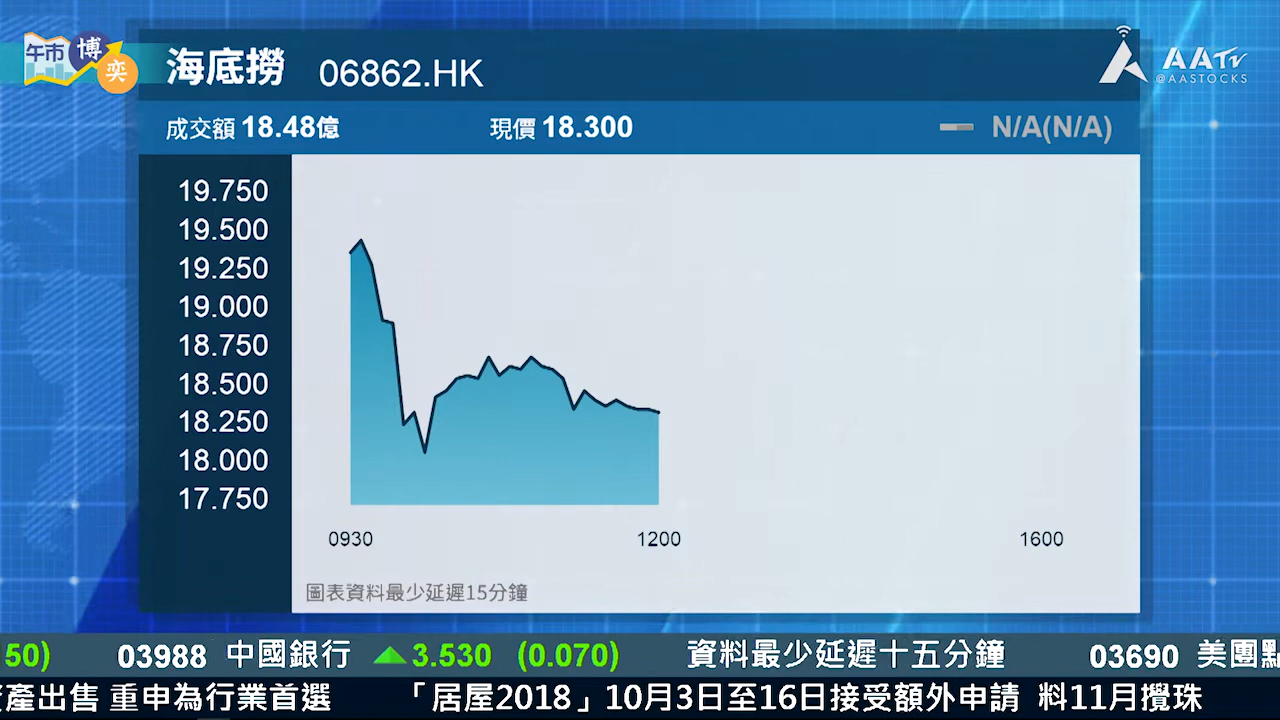 午市博奕
海底撈 06862.HK
AATV
@AASTOCKS
成交額 18.48億 現價 18.300 N/A(N/A)
19.750
19.500
19.250
19.000
18.750
18.500
18.250
18.000
17.750
0930 1200 1600
圖表資料最少延遲15分鐘
50) 03988 中國銀行 3.530 (0.070) 資料最少延遲十五分鐘 03690 美團
產出售 重申為行業首選 「居屋2018」10月3日至16日接受額外申請 料11月攪珠